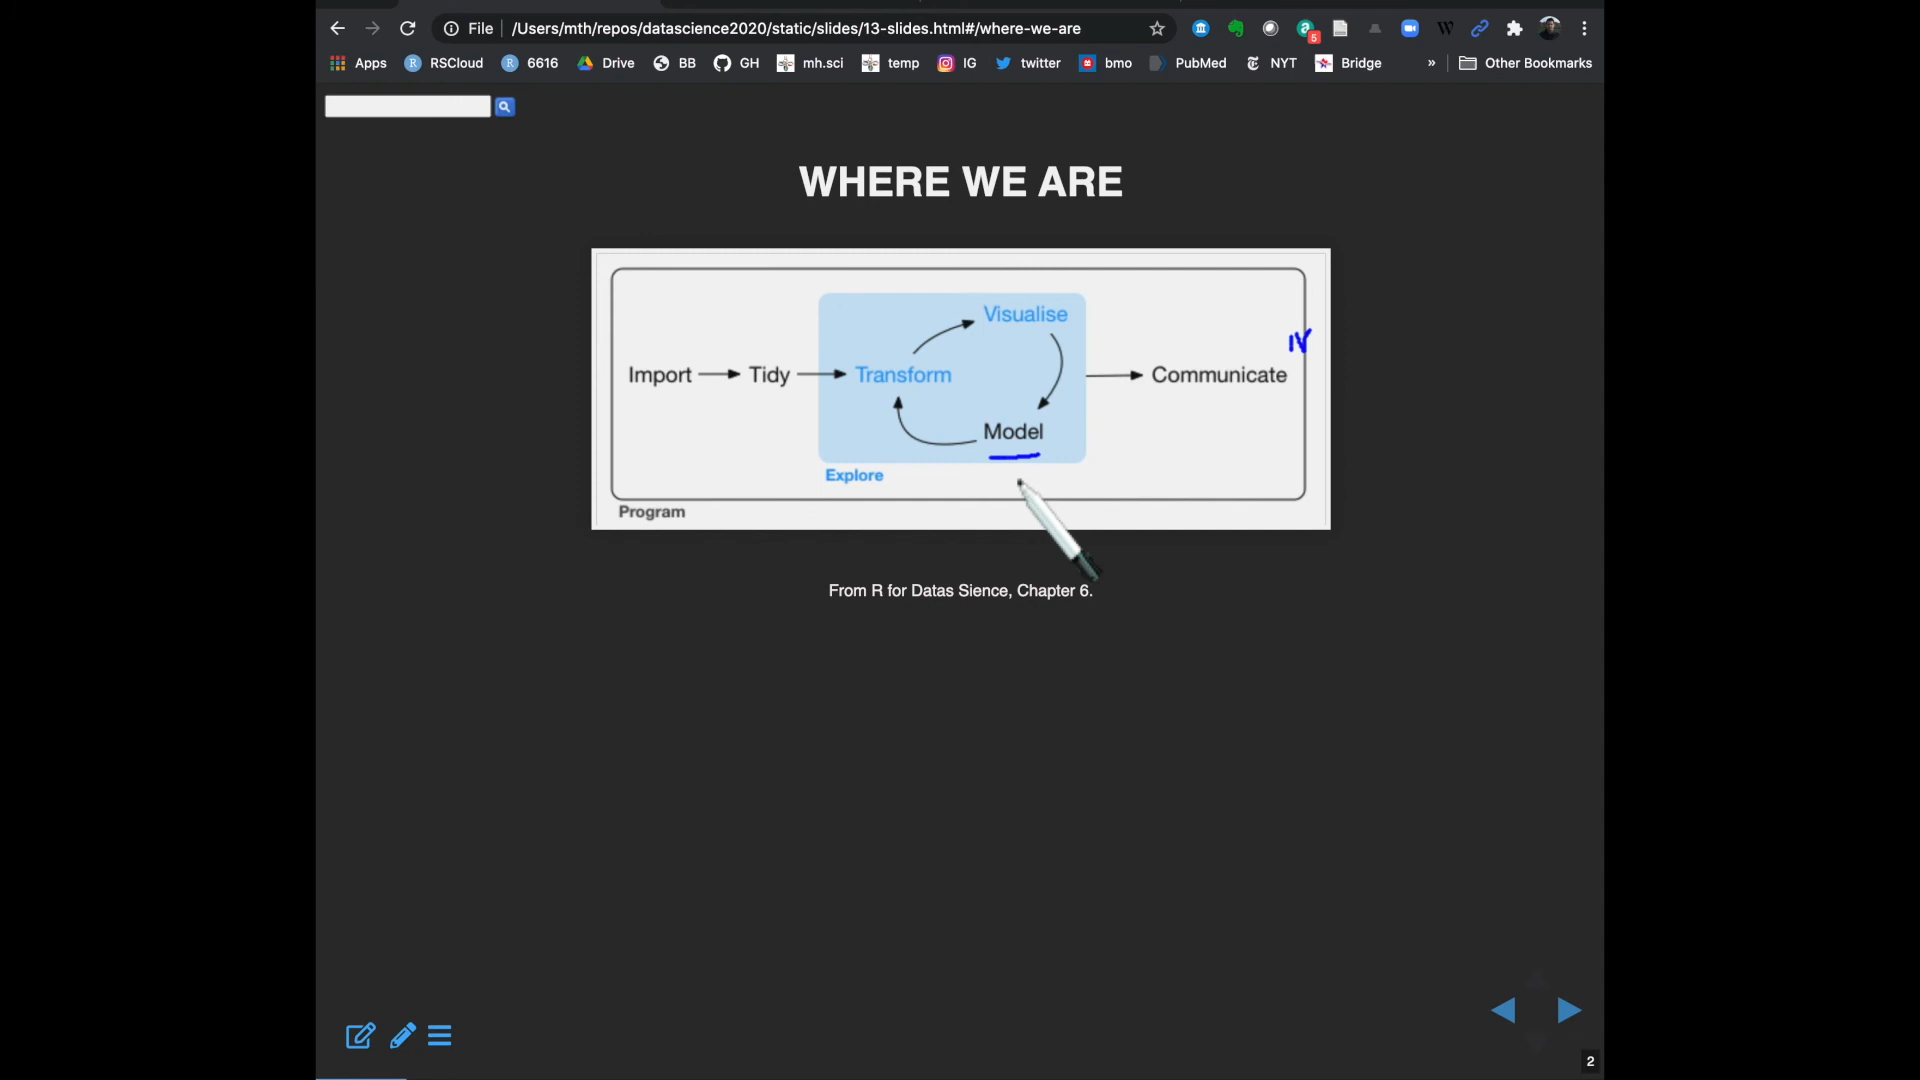 File /Users/mth/repos/datascience2020/static/slides/13-slides.html#/where-we-are
5
Apps RSCloud 6616 Drive BB GH mh.sci temp IG twitter bmo PubMed NYT Bridge » Other Bookmarks
WHERE WE ARE
Visualise
IV
Import Tidy Transform Communicate
Model
Explore
Program
From R for Datas Sience, Chapter 6.
2